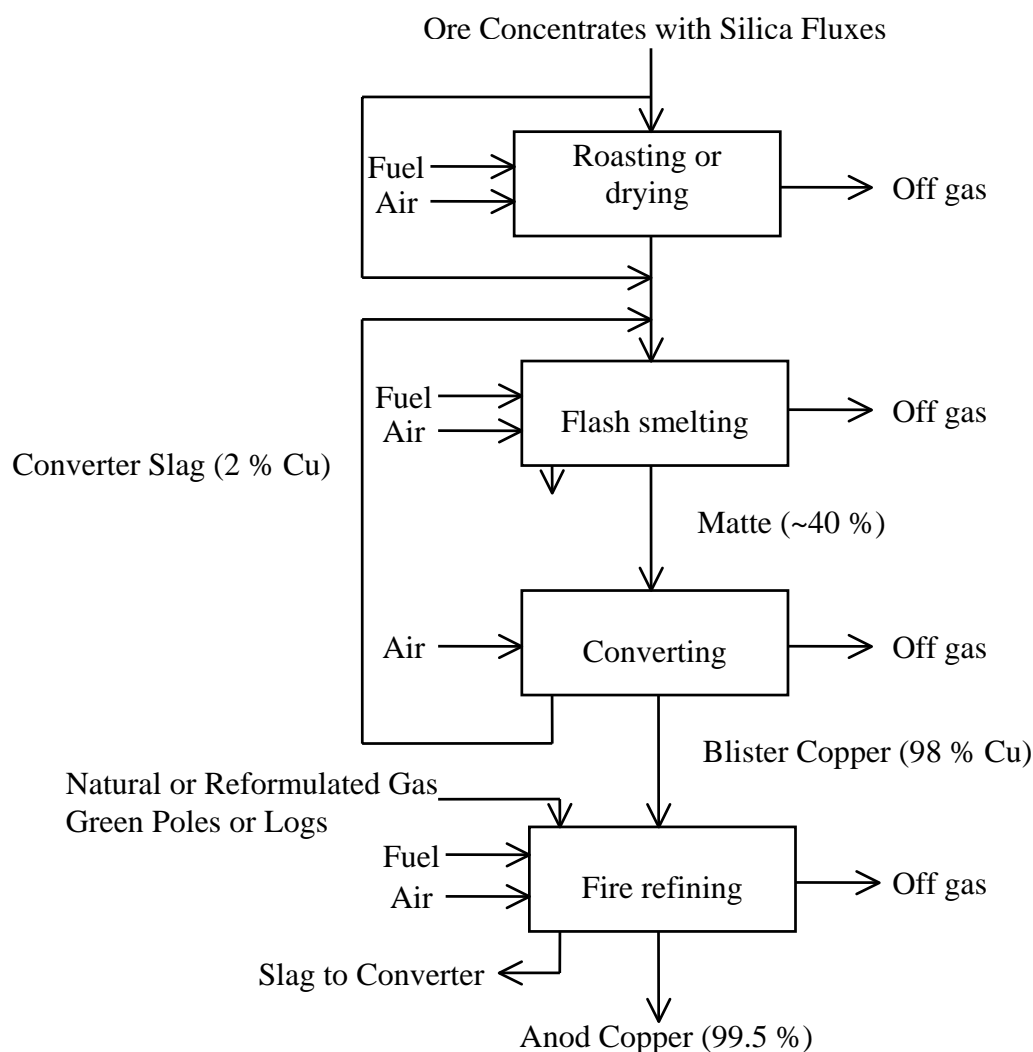 Ore Concentrates with Silica Fluxes
Roasting or
drying
Fuel
Air
Off gas
Fuel
Air
Flash smelting
Off gas
Converter Slag (2 % Cu)
Matte (~40 %)
Air
Converting
Off gas
Blister Copper (98 % Cu)
Natural or Reformulated Gas
Green Poles or Logs
Fuel
Air
Fire refining
Off gas
Slag to Converter
Anod Copper (99.5 %)